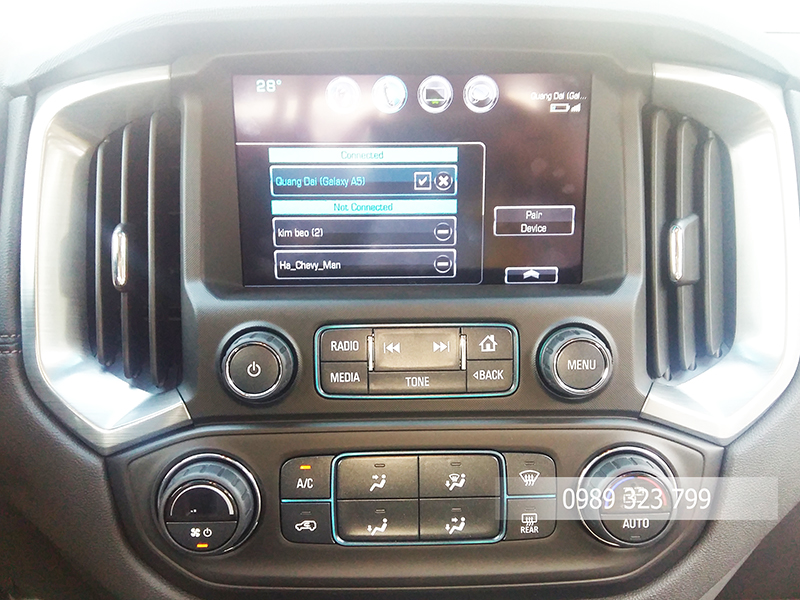 28°
Quang Dai (Gal...
Connected
Quang Dai (Galaxy A5)
Not Connected
kim bao (2)
Ha_Chevy_Man
Pair
Device
RADIO
MEDIA
TONE
BACK
MENU
A/C
REAR
AUTO
0989 323 799